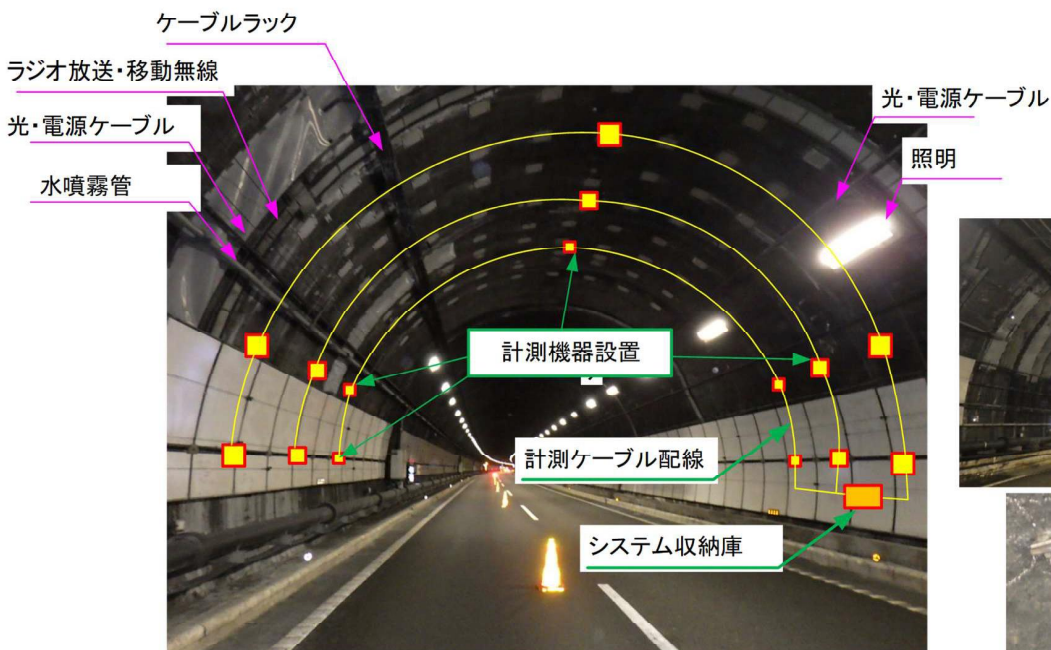 ケーブルラック
ラジオ放送・移動無線
光・電源ケーブル
水噴霧管
光・電源ケーブル
照明
計測機器設置
計測ケーブル配線
システム収納庫